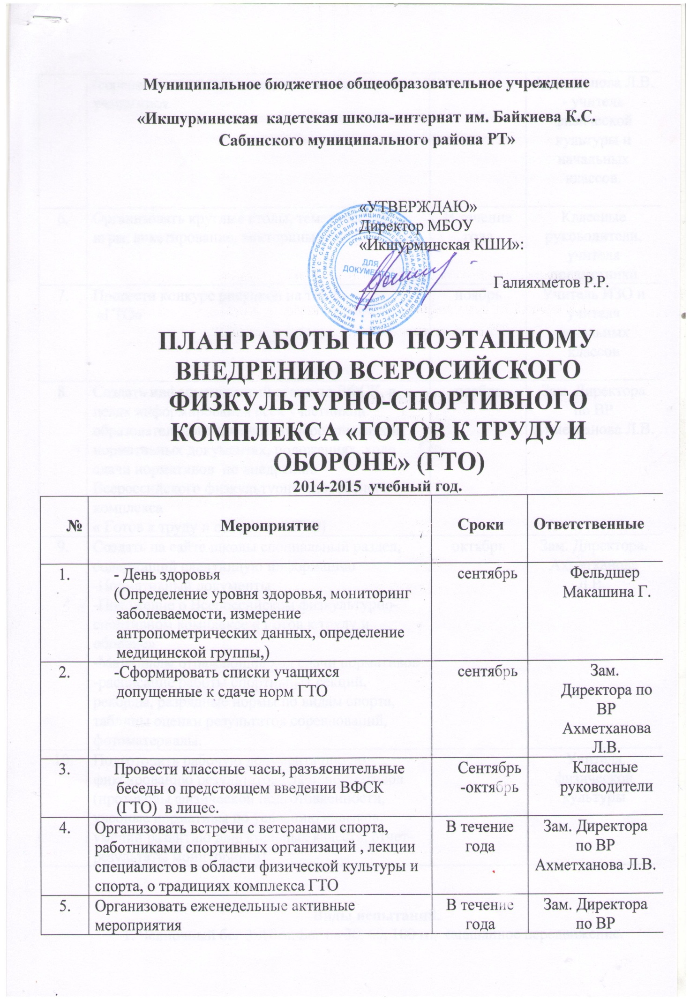 Муниципальное бюджетное общеобразовательное учреждение
«Икшурминская кадетская школа-интернат им. Байкиева К.С.
Сабинского муниципального района РТ»
«УТВЕРЖДАЮ»
Директор МБОУ
«Икшурминская КШИ»:
Галияхметов Р.Р.
ДЛЯ
ДОКУМЕНТОВ
ПЛАН РАБОТЫ ПО ПОЭТАПНОМУ
ВНЕДРЕНИЮ ВСЕРОСИЙСКОГО
ФИЗКУЛЬТУРНО-СПОРТИВНОГО
КОМПЛЕКСА «ГОТОВ К ТРУДУ И
ОБОРОНЕ» (ГТО)
2014-2015 учебный год.
№ Мероприятие Сроки Ответственные
1. - День здоровья сентябрь Фельдшер
(Определение уровня здоровья, мониторинг Макашина Г.
заболеваемости, измерение
антропометрических данных, определение
медицинской группы,)
2. -Сформировать списки учащихся сентябрь Зам.
допущенные к сдаче норм ГТО Директора по
ВР
Ахметханова
Л.В.
3. Провести классные часы, разъяснительные Сентябрь Классные
беседы о предстоящем введении ВФСК -октябрь руководители
(ГТО) в лицее.
4. Организовать встречи с ветеранами спорта, В течение Зам. Директора
работниками спортивных организаций , лекции года по ВР
специалистов в области физической культуры и Ахметханова Л.В.
спорта, о традициях комплекса ГТО
5. Организовать еженедельные активные В течение Зам. Директора
мероприятия года по ВР